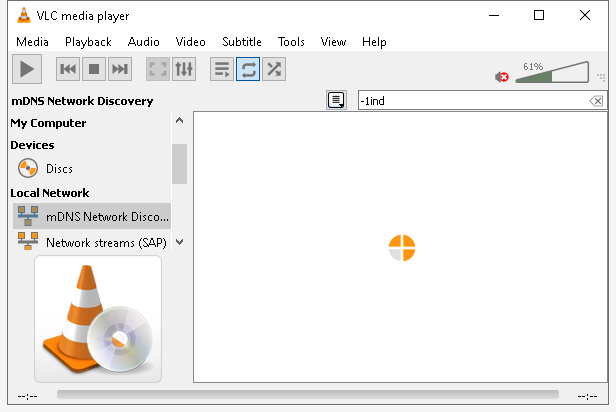 VLC media player
Media Playback Audio Video Subtitle Tools View Help
61%
mDNS Network Discovery
-1ind
My Computer
Devices
Discs
Local Network
mDNS Network Disco...
Network streams (SAP)
--:-- --:--